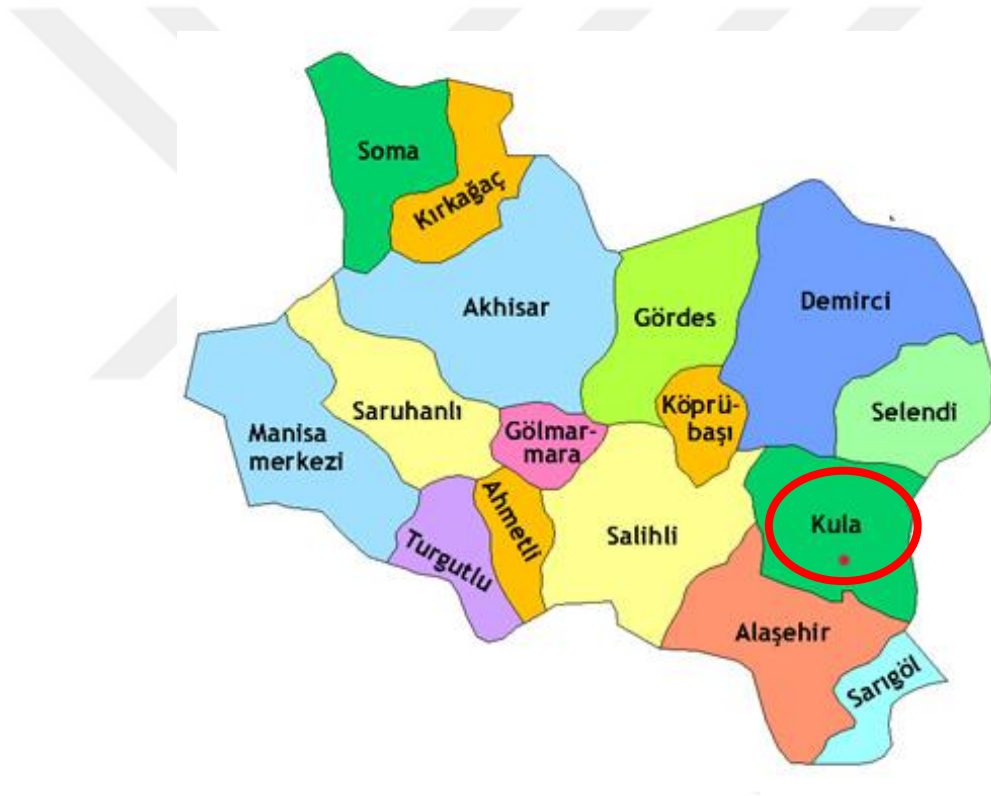 Soma
Kırkağaç
Akhisar
Gördes
Demirci
Köprü-
başı
Selendi
Saruhanlı
Gölmar-
mara
Manisa
merkezi
Ahmetli
Turgutlu
Salihli
Kula
Alaşehir
Sarıgöl